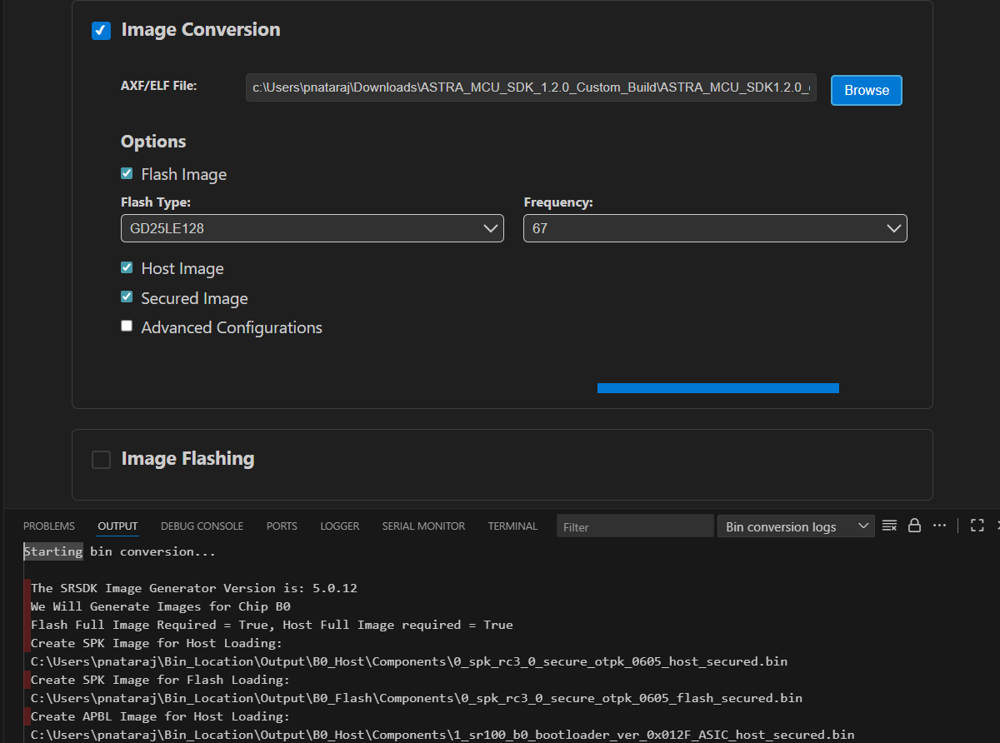 Image Conversion
AXF/ELF File:
c:\Users\pnataraj\Downloads\ASTRA_MCU_SDK_1.2.0_Custom_Build\ASTRA_MCU_SDK1.2.0_
Browse
Options
Flash Image
Flash Type:
Frequency:
GD25LE128
67
Host Image
Secured Image
Advanced Configurations
Image Flashing
PROBLEMS OUTPUT DEBUG CONSOLE PORTS LOGGER SERIAL MONITOR TERMINAL Filter Bin conversion logs
Starting bin conversion...
The SRSDK Image Generator Version is: 5.0.12
We Will Generate Images for Chip B0
Flash Full Image Required = True, Host Full Image required = True
Create SPK Image for Host Loading:
C:\Users\pnataraj\Bin_Location\Output\B0_Host\Components\0_spk_rc3_0_secure_otpk_0605_host_secured.bin
Create SPK Image for Flash Loading:
C:\Users\pnataraj\Bin_Location\Output\B0_Flash\Components\0_spk_rc3_0_secure_otpk_0605_flash_secured.bin
Create APBL Image for Host Loading:
C:\Users\pnataraj\Bin_Location\Output\B0_Host\Components\1_sr100_b0_bootloader_ver_0x012F_ASIC_host_secured.bin